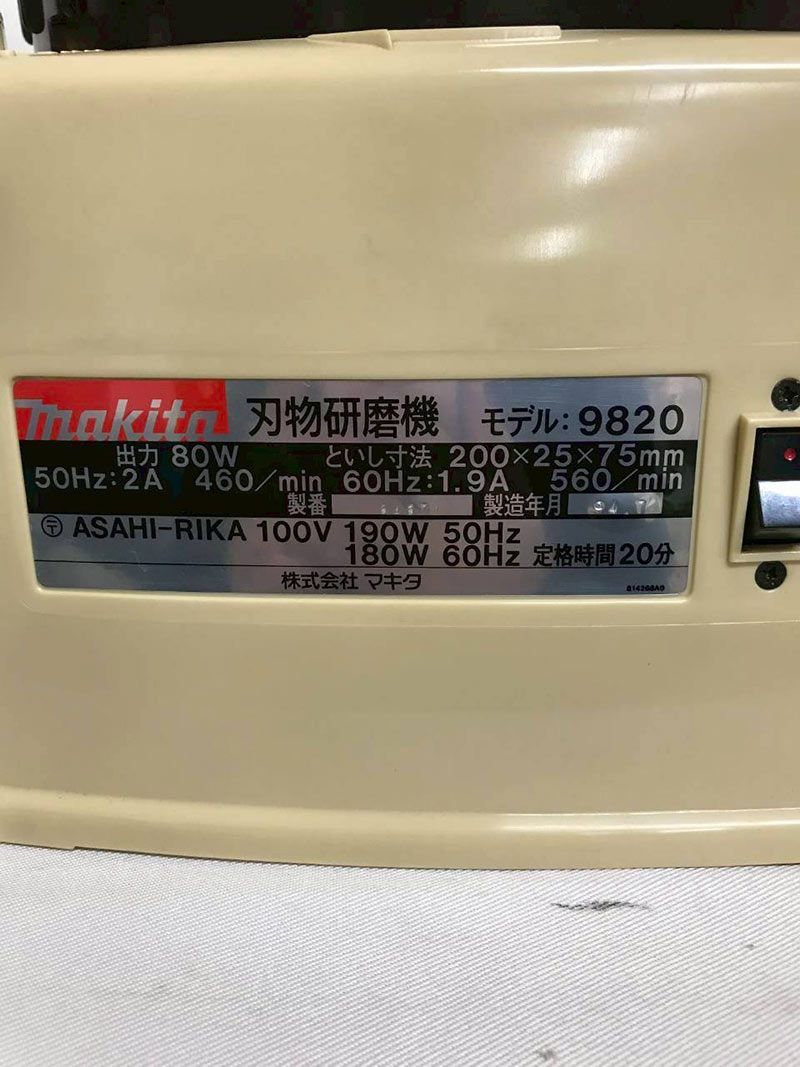 makita 刃物研磨機 モデル:9820
出力 80W といし寸法 200×25×75mm
50Hz:2A 460/min 60Hz:1.9A 560/min
製番 製造年月
〒 ASAHI-RIKA 100V 190W 50Hz
180W 60Hz 定格時間20分
株式会社 マキタ